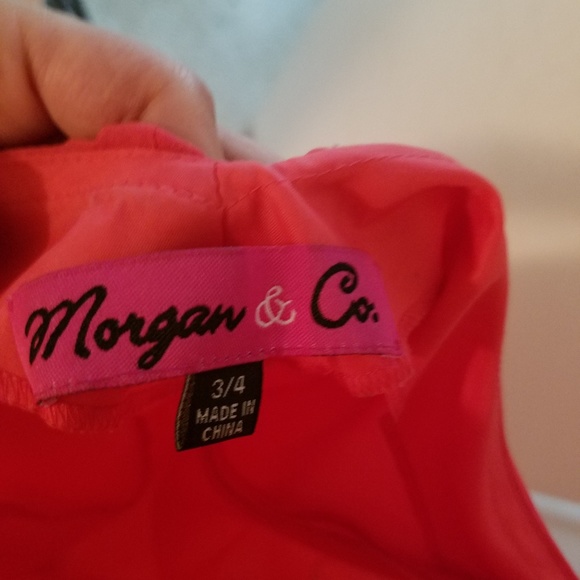 Morgan & Co.
3/4
MADE IN
CHINA